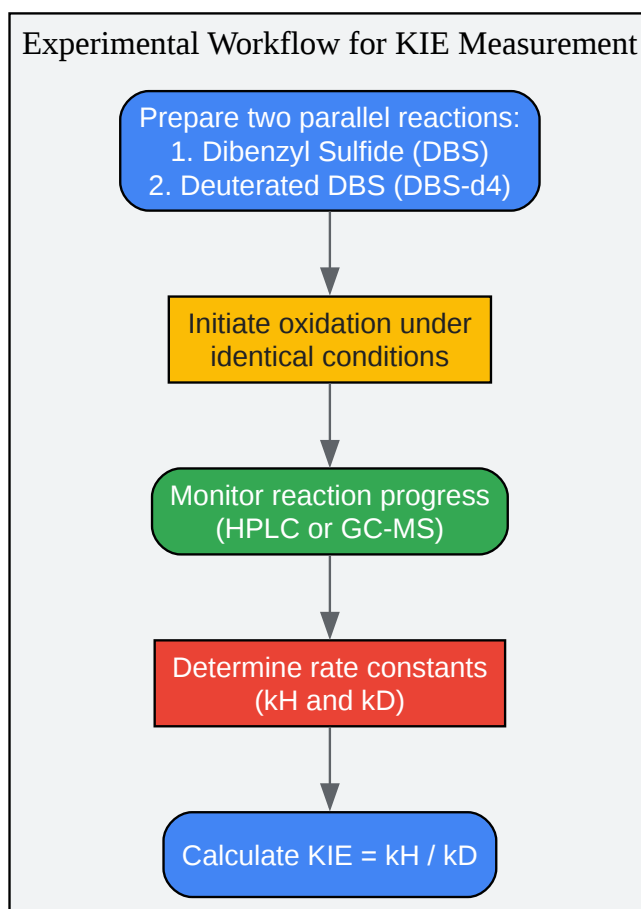 Experimental Workflow for KIE Measurement
Prepare two parallel reactions:
1. Dibenzyl Sulfide (DBS)
2. Deuterated DBS (DBS-d4)
Initiate oxidation under
identical conditions
Monitor reaction progress
(HPLC or GC-MS)
Determine rate constants
(kH and kD)
Calculate KIE = kH / kD